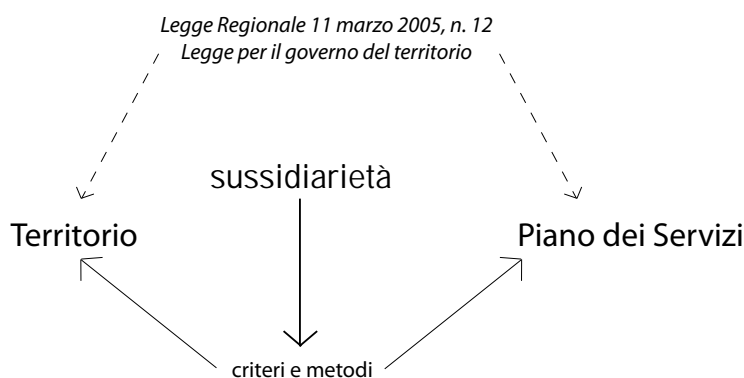 Legge Regionale 11 marzo 2005, n. 12
Legge per il governo del territorio
sussidiarietà
Territorio
Piano dei Servizi
criteri e metodi